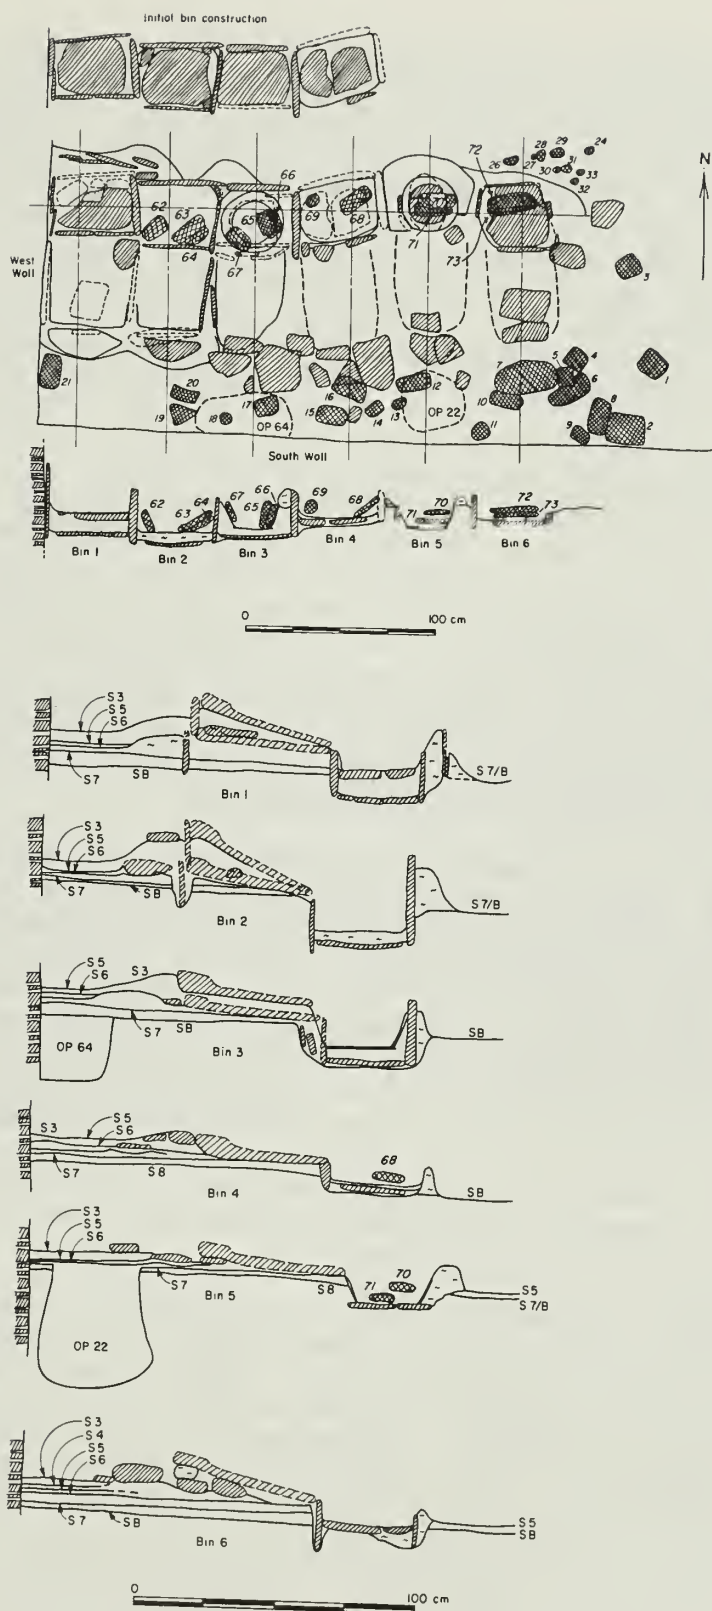 Initial bin construction
72
26 27 28 29 24
30 31 33
32
N
66
62 63 65 69 68
64 67 71 73
West
Wall
3
21 20 19 18 17 16 15 14 13 12 11 10 7 5 4 6 8 9 2 1
OP 64
OP 22
South Wall
62 63 64 67 66 65 69 68 70 71 72 73
Bin 1 Bin 2 Bin 3 Bin 4 Bin 5 Bin 6
0 100 cm
S3
S5
S6
S7 SB
Bin 1
S7/B
S3
S5
S6
S7 SB
Bin 2
S7/B
S5 S3
S6
S7 SB
OP 64
Bin 3
SB
S3 S5
S6
S7 S8
68
Bin 4
SB
S3
S5
S6
S7 S8
Bin 5
71 70
S5
S7/B
OP 22
S3
S4
S5
S6
S7 SB
Bin 6
S5
SB
0 100 cm